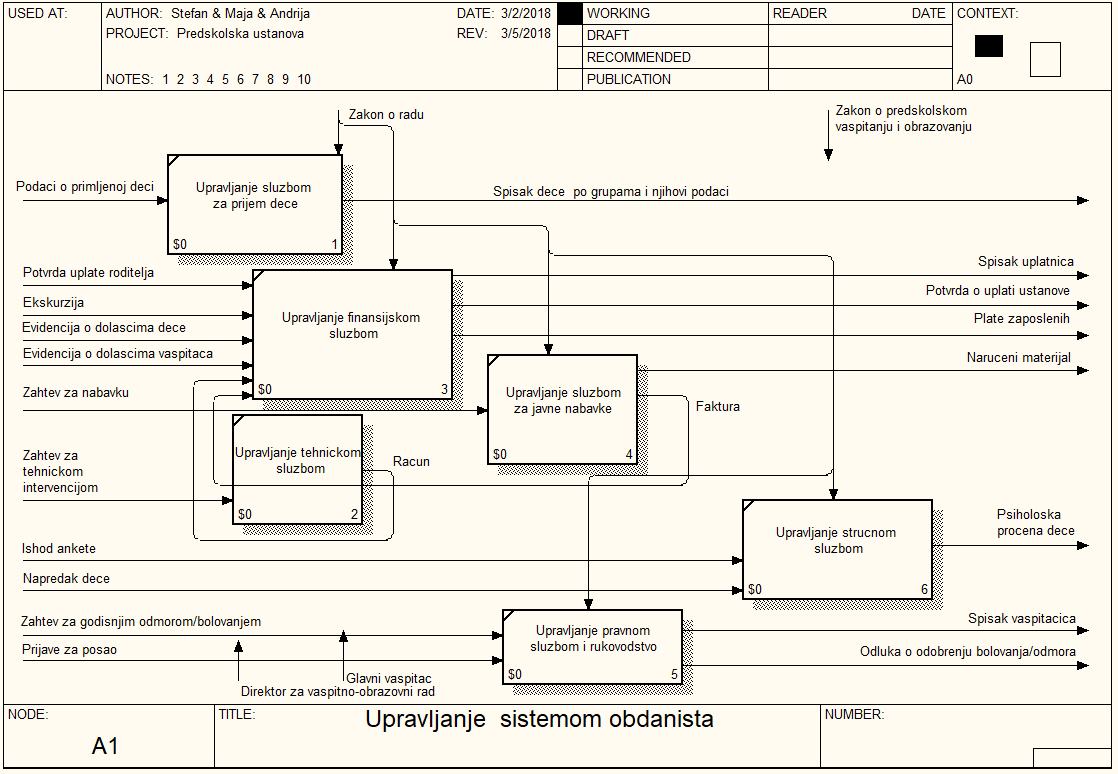 USED AT:
AUTHOR: Stefan & Maja & Andrija
DATE: 3/2/2018
PROJECT: Predskolska ustanova
REV: 3/5/2018
NOTES: 1 2 3 4 5 6 7 8 9 10
WORKING
DRAFT
RECOMMENDED
PUBLICATION
READER DATE
CONTEXT:
A0
Zakon o radu
Zakon o predskolskom
vaspitanju i obrazovanju
Podaci o primljenoj deci
Upravljanje sluzbom
za prijem dece
$0 1
Spisak dece po grupama i njihovi podaci
Potvrda uplate roditelja
Ekskurzija
Evidencija o dolascima dece
Evidencija o dolascima vaspitaca
Upravljanje finansijskom
sluzbom
$0 3
Spisak uplatnica
Potvrda o uplati ustanove
Plate zaposlenih
Naruceni materijal
Zahtev za nabavku
Upravljanje sluzbom
za javne nabavke
$0 4
Faktura
Zahtev za
tehnickom
intervencijom
Upravljanje tehnickom
sluzbom
$0 2
Racun
Ishod ankete
Napredak dece
Upravljanje strucnom
sluzbom
$0 6
Psiholoska
procena dece
Zahtev za godisnjim odmorom/bolovanjem
Prijave za posao
Glavni vaspitac
Direktor za vaspitno-obrazovni rad
Upravljanje pravnom
sluzbom i rukovodstvo
$0 5
Spisak vaspitacica
Odluka o odobrenju bolovanja/odmora
NODE:
A1
TITLE:
Upravljanje sistemom obdanista
NUMBER: